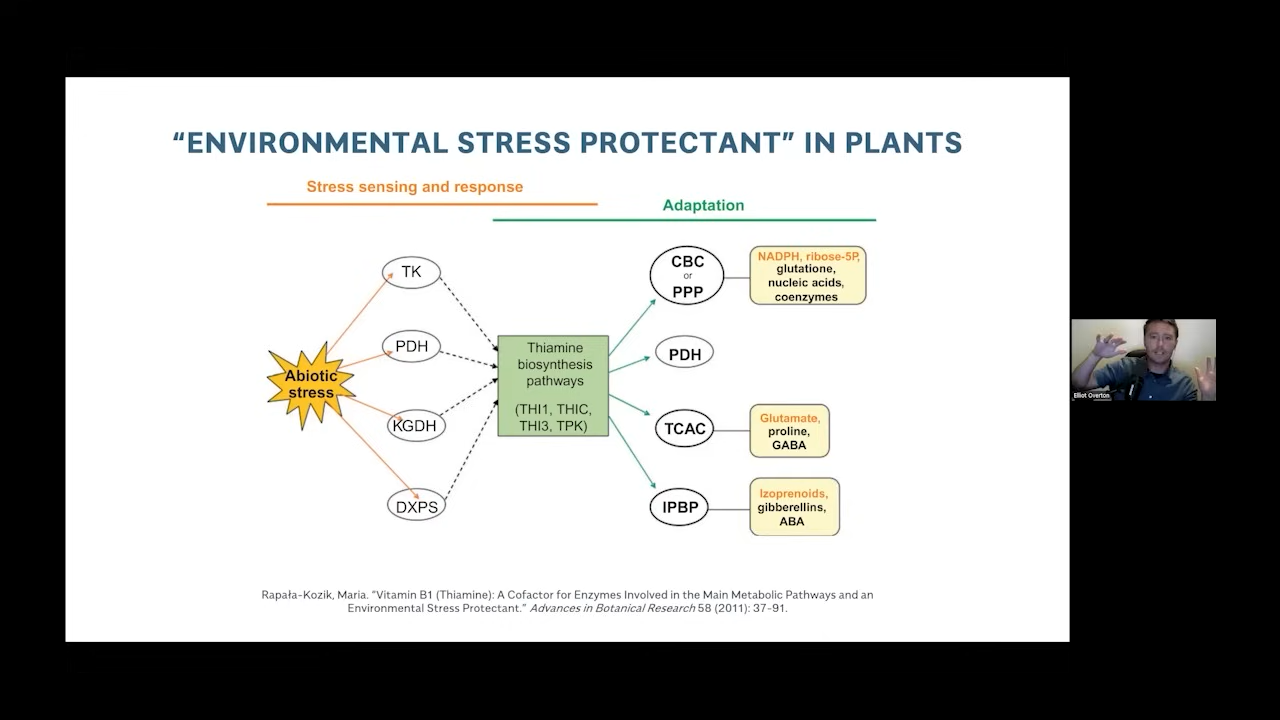 “ENVIRONMENTAL STRESS PROTECTANT” IN PLANTS
Stress sensing and response
Adaptation
Abiotic
stress
TK
PDH
KGDH
DXPS
Thiamine
biosynthesis
pathways
(THI1, THIC,
THI3, TPK)
CBC
or
PPP
PDH
TCAC
IPBP
NADPH, ribose-5P,
glutatione,
nucleic acids,
coenzymes
Glutamate,
proline,
GABA
Izoprenoids,
gibberellins,
ABA
Rapała-Kozik, Maria. “Vitamin B1 (Thiamine): A Cofactor for Enzymes Involved in the Main Metabolic Pathways and an
Environmental Stress Protectant.” Advances in Botanical Research 58 (2011): 37-91.
Elliot Overton